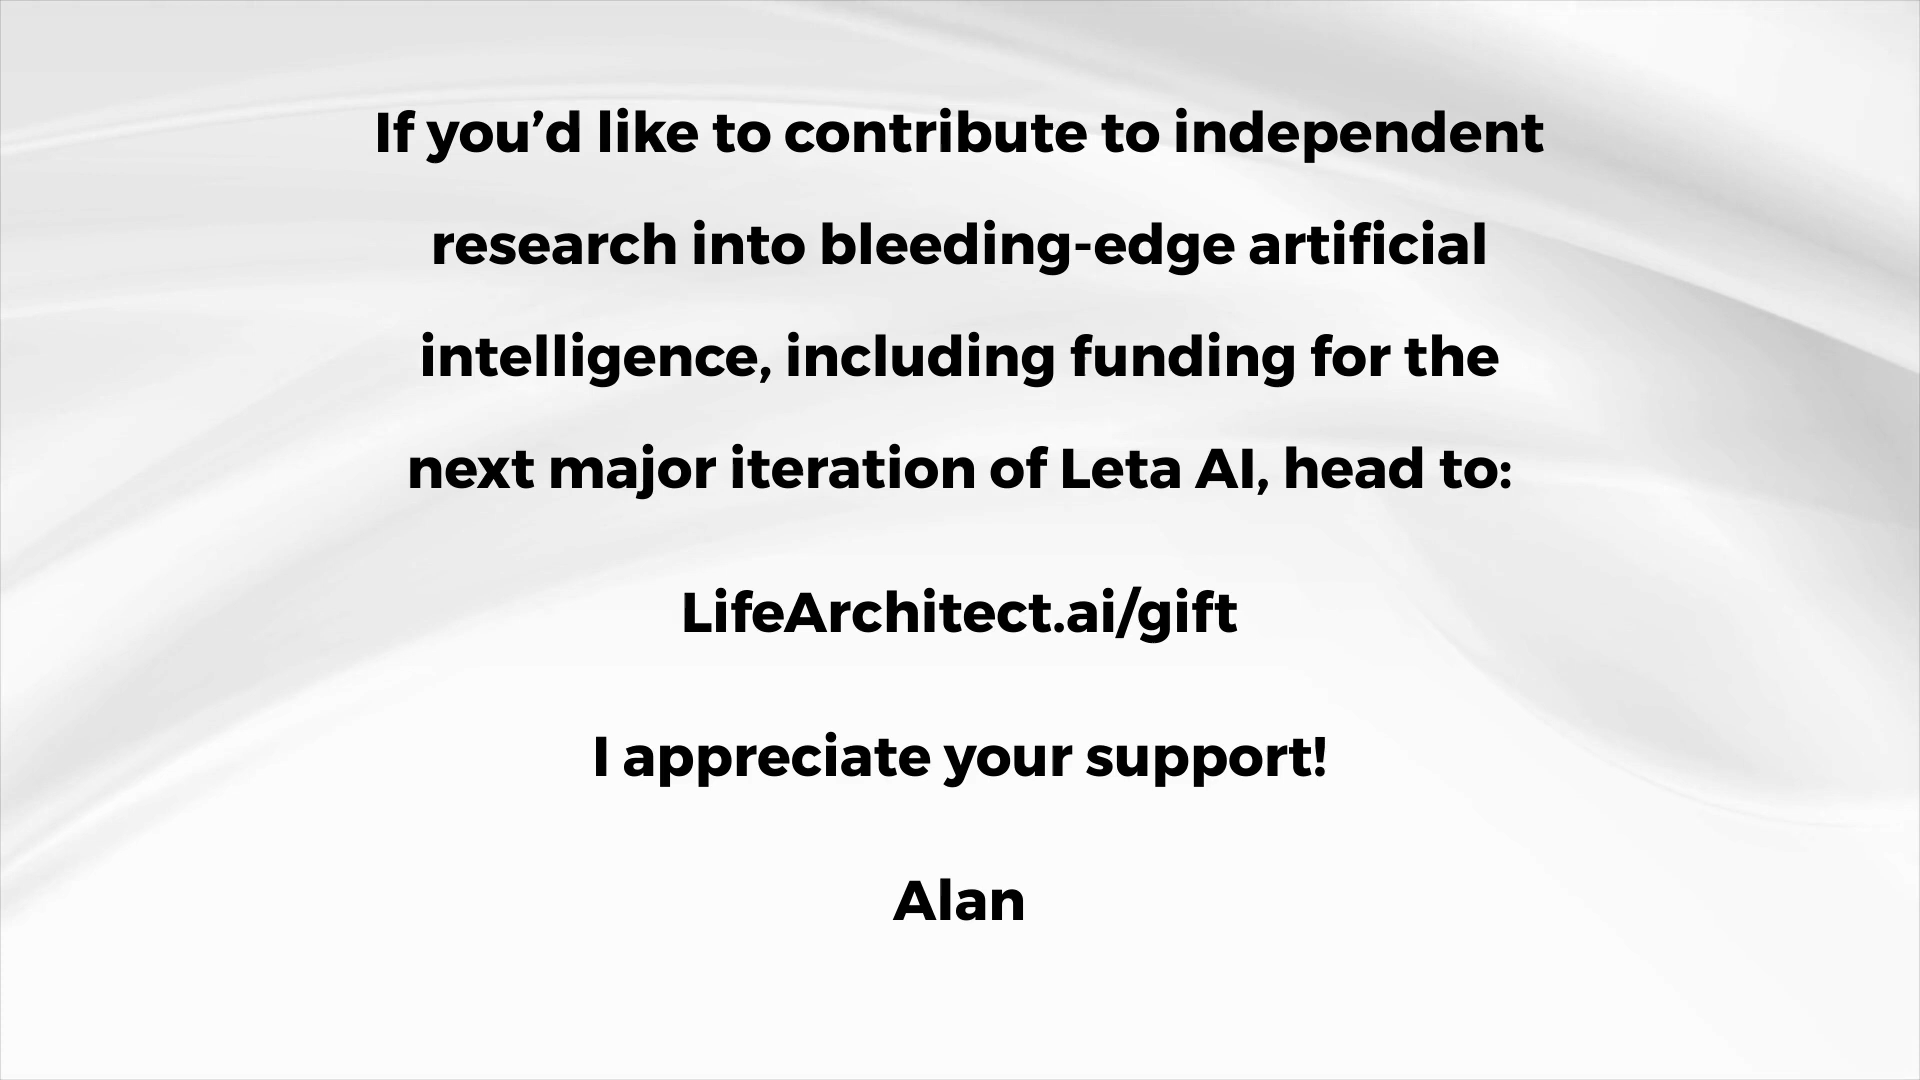 If you’d like to contribute to independent
research into bleeding-edge artificial
intelligence, including funding for the
next major iteration of Leta AI, head to:
LifeArchitect.ai/gift
I appreciate your support!
Alan